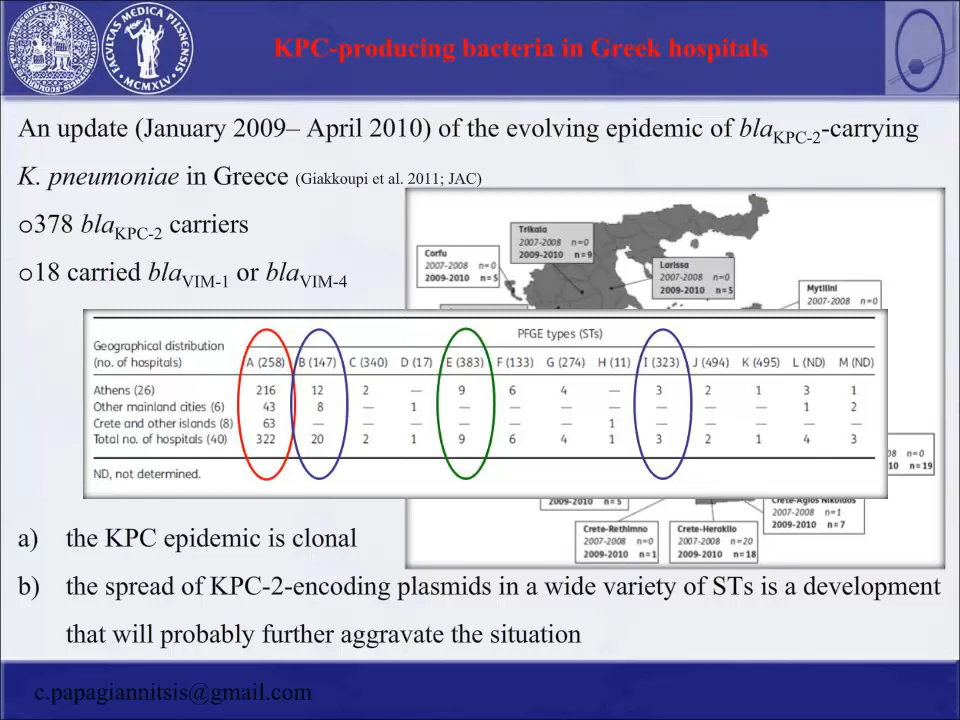 KPC-producing bacteria in Greek hospitals
An update (January 2009– April 2010) of the evolving epidemic of blaKPC-2-carrying
K. pneumoniae in Greece (Giakkoupi et al. 2011; JAC)
o378 blaKPC-2 carriers
o18 carried blaVIM-1 or blaVIM-4
Trikala
2007-2008 n=0
2009-2010 n=9
Corfu
2007-2008 n=0
2009-2010 n=5
Larissa
2007-2008 n=0
2009-2010 n=5
Mytilini
2007-2008 n=0
PFGE types (STs)
Geographical distribution
(no. of hospitals) A (258) B (147) C (340) D (17) E (383) F (133) G (274) H (11) I (323) J (494) K (495) L (ND) M (ND)
Athens (26) 216 12 2 — 9 6 4 — 3 2 1 3 1
Other mainland cities (6) 43 8 — 1 — — — — — — — 1 2
Crete and other islands (8) 63 — — — — — — 1 — — — — —
Total no. of hospitals (40) 322 20 2 1 9 6 4 1 3 2 1 4 3
ND, not determined.
08 n=0
10 n=19
2009-2010 n=5
Crete-Agios Nikolaos
2007-2008 n=1
2009-2010 n=7
Crete-Rethimno
2007-2008 n=0
2009-2010 n=1
Crete-Heraklio
2007-2008 n=20
2009-2010 n=18
a) the KPC epidemic is clonal
b) the spread of KPC-2-encoding plasmids in a wide variety of STs is a development
that will probably further aggravate the situation
c.papagiannitsis@gmail.com
FACULTAS MEDICA PILSNENSIS
MCMXLV